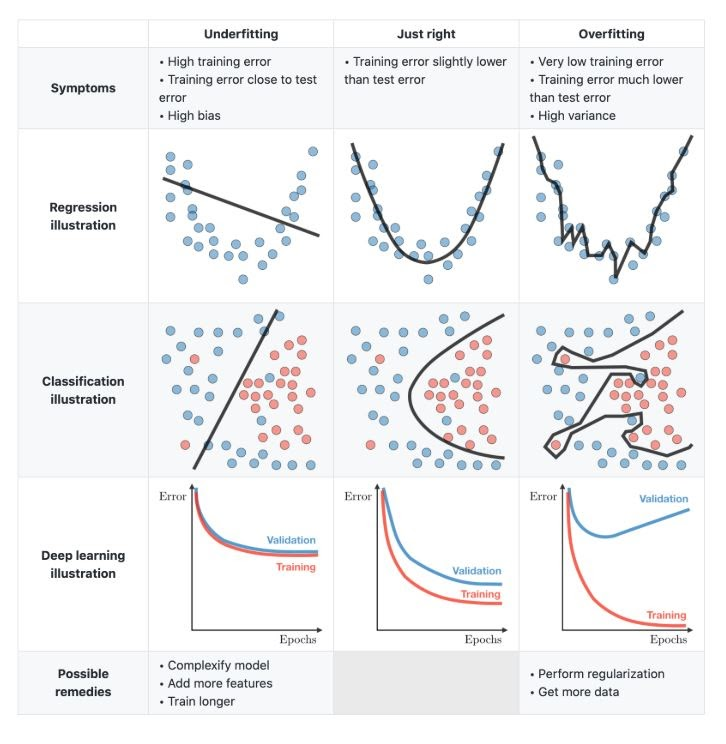 Underfitting
Just right
Overfitting
Symptoms
• High training error
• Training error close to test
error
• High bias
• Training error slightly lower
than test error
• Very low training error
• Training error much lower
than test error
• High variance
Regression
illustration
Classification
illustration
Deep learning
illustration
Error
Validation
Training
Epochs
Error
Validation
Training
Epochs
Error
Validation
Training
Epochs
Possible
remedies
• Complexify model
• Add more features
• Train longer
• Perform regularization
• Get more data